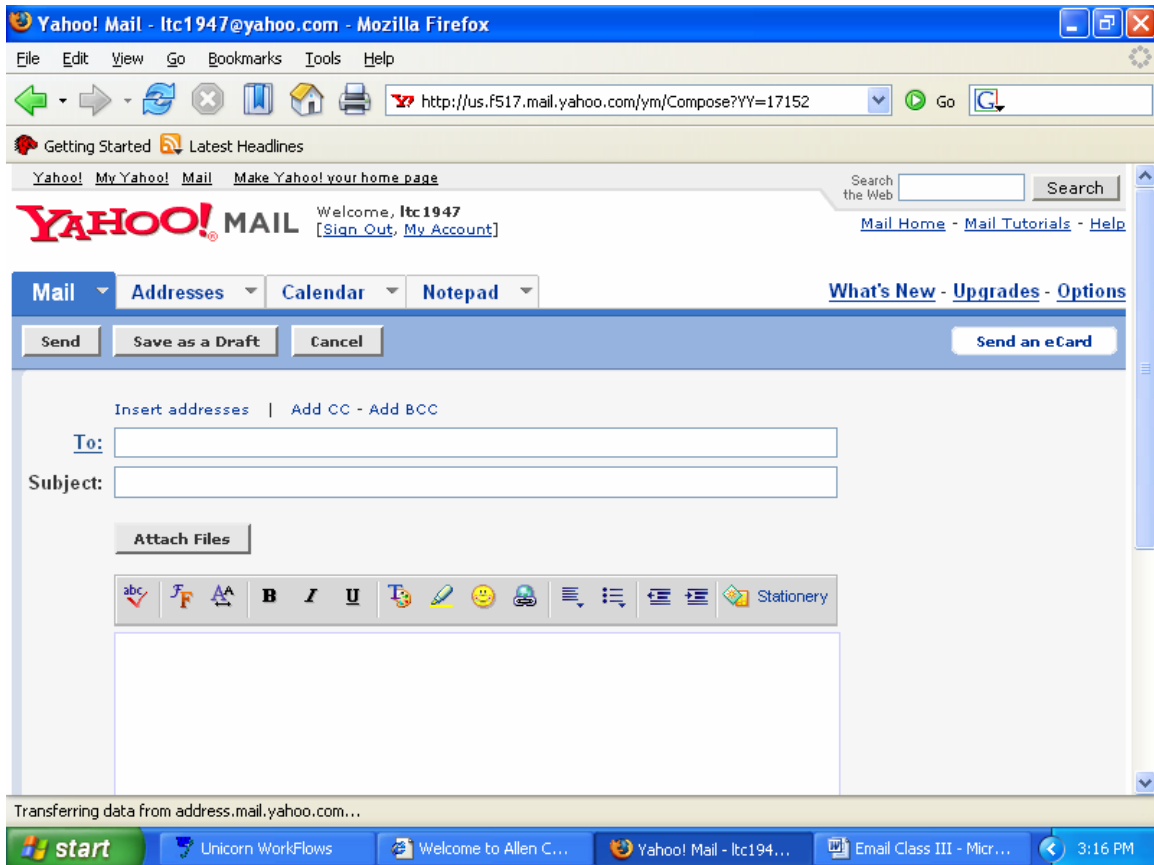 Yahoo! Mail - ltc1947@yahoo.com - Mozilla Firefox
File Edit View Go Bookmarks Tools Help
http://us.f517.mail.yahoo.com/ym/Compose?YY=17152 Go G
Getting Started Latest Headlines
Yahoo! My Yahoo! Mail Make Yahoo! your home page
Search the Web Search
YAHOO! MAIL Welcome, ltc1947
[Sign Out, My Account]
Mail Home - Mail Tutorials - Help
Mail Addresses Calendar Notepad What's New - Upgrades - Options
Send Save as a Draft Cancel Send an eCard
Insert addresses | Add CC - Add BCC
To:
Subject:
Attach Files
abc F F A A B I U T Stationery
Transferring data from address.mail.yahoo.com...
start Unicorn WorkFlows Welcome to Allen C... Yahoo! Mail - ltc194... Email Class III - Micr... 3:16 PM